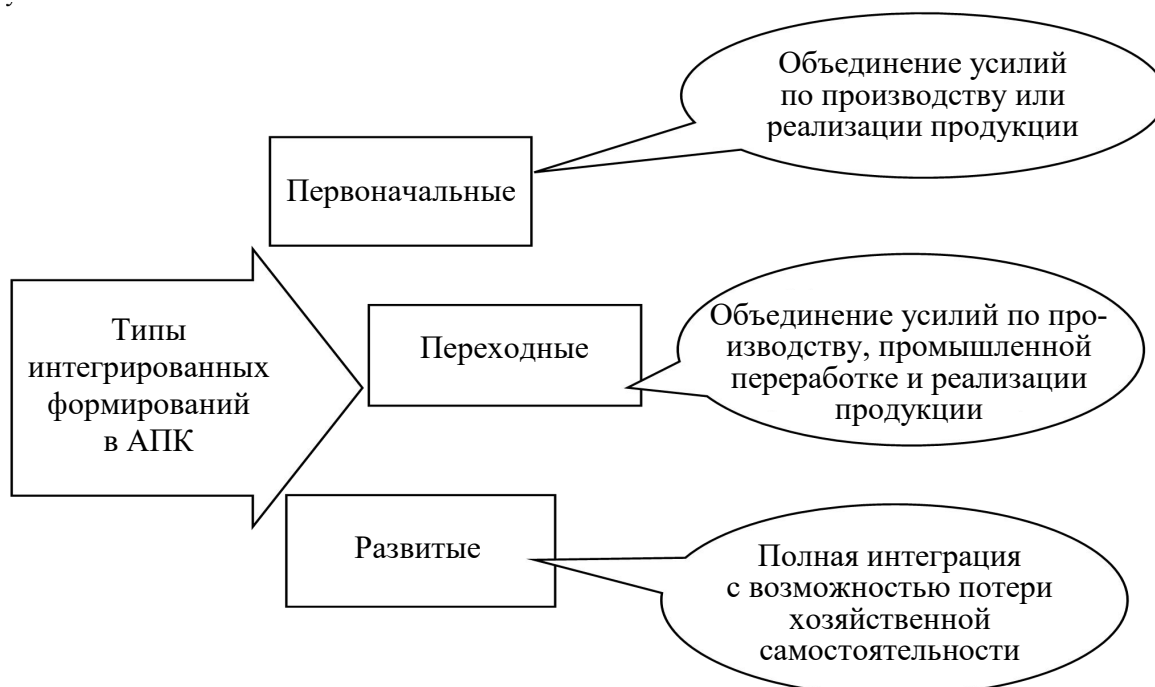 Объединение усилий
по производству или
реализации продукции
Первоначальные
Типы
интегрированных
формирований
в АПК
Переходные
Объединение усилий по про-
изводству, промышленной
переработке и реализации
продукции
Развитые
Полная интеграция
с возможностью потери
хозяйственной
самостоятельности